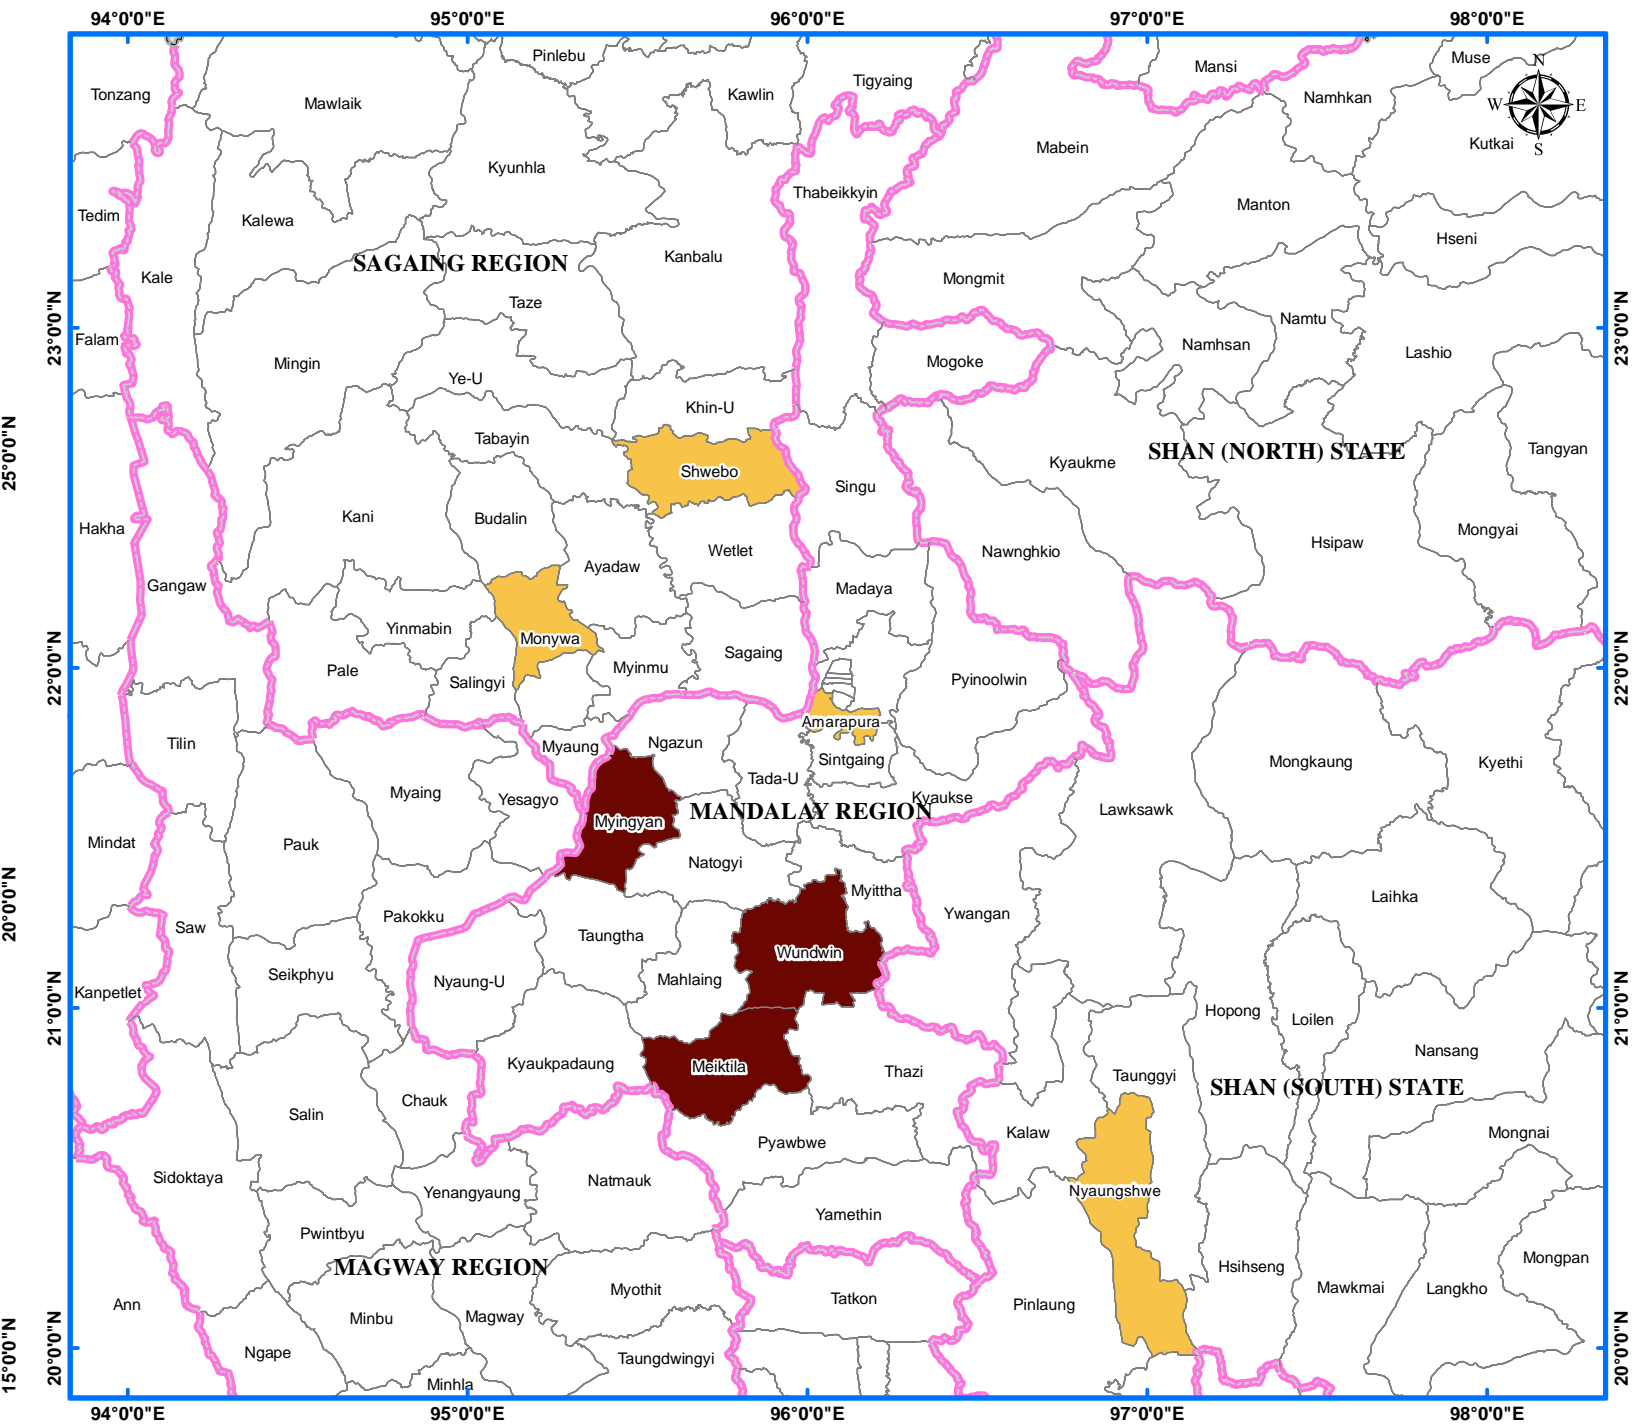 94°0'0"E 95°0'0"E 96°0'0"E 97°0'0"E 98°0'0"E
Pinlebu
Muse
N
Mansi
Tigyaing
Tonzang
Kawlin
Namhkan
Mawlaik
W E
Kutkai
S
Mabein
Kyunhla
Thabeikkyin
Manton
Tedim
Kalewa
Hseni
Kanbalu
SAGAING REGION
Kale
Mongmit
Taze
23°0'0"N
Namtu
23°0'0"N
Falam
Namhsan
Lashio
Mogoke
Mingin
Ye-U
Khin-U
Tabayin
25°0'0"N
SHAN (NORTH) STATE
Tangyan
Kyaukme
Shwebo
Singu
Kani
Budalin
Hakha
Mongyai
Hsipaw
Wetlet
Nawnghkio
Ayadaw
Gangaw
Madaya
Yinmabin
Monywa
22°0'0"N
Sagaing
22°0'0"N
Myinmu
Pale
Salingyi
Pyinoolwin
Amarapura
Tilin
Myaung
Ngazun
Sintgaing
Mongkaung
Kyethi
Tada-U
Myaing
Yesagyo
Kyaukse
MANDALAY REGION
Lawksawk
Myingyan
Mindat
Pauk
Natogyi
Myittha
Laihka
20°0'0"N
Pakokku
Ywangan
Saw
Taungtha
Wundwin
Seikphyu
Nyaung-U
Mahlaing
Kanpetlet
21°0'0"N
Hopong
21°0'0"N
Loilen
Nansang
Kyaukpadaung
Meiktila
Thazi
Taunggyi
SHAN (SOUTH) STATE
Chauk
Salin
Kalaw
Mongnai
Pyawbwe
Sidoktaya
Natmauk
Yenangyaung
Nyaungshwe
Yamethin
Pwintbyu
MAGWAY REGION
Hsihseng
Mongpan
Myothit
Mawkmai
Langkho
Ann
Tatkon
Pinlaung
Minbu
Magway
15°0'0"N
20°0'0"N
20°0'0"N
Ngape
Taungdwingyi
Minhla
94°0'0"E 95°0'0"E 96°0'0"E 97°0'0"E 98°0'0"E